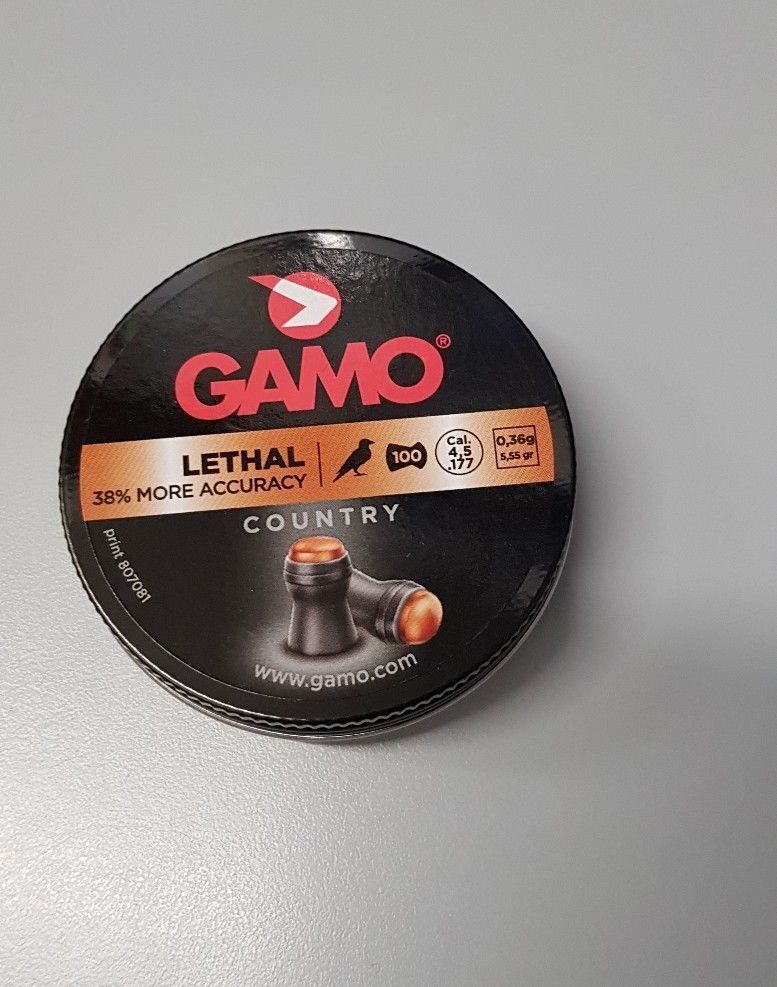 GAMO®
LETHAL
38% MORE ACCURACY
100
Cal.
4,5
.177
0,36g
5,55 gr
COUNTRY
print 807081
www.gamo.com